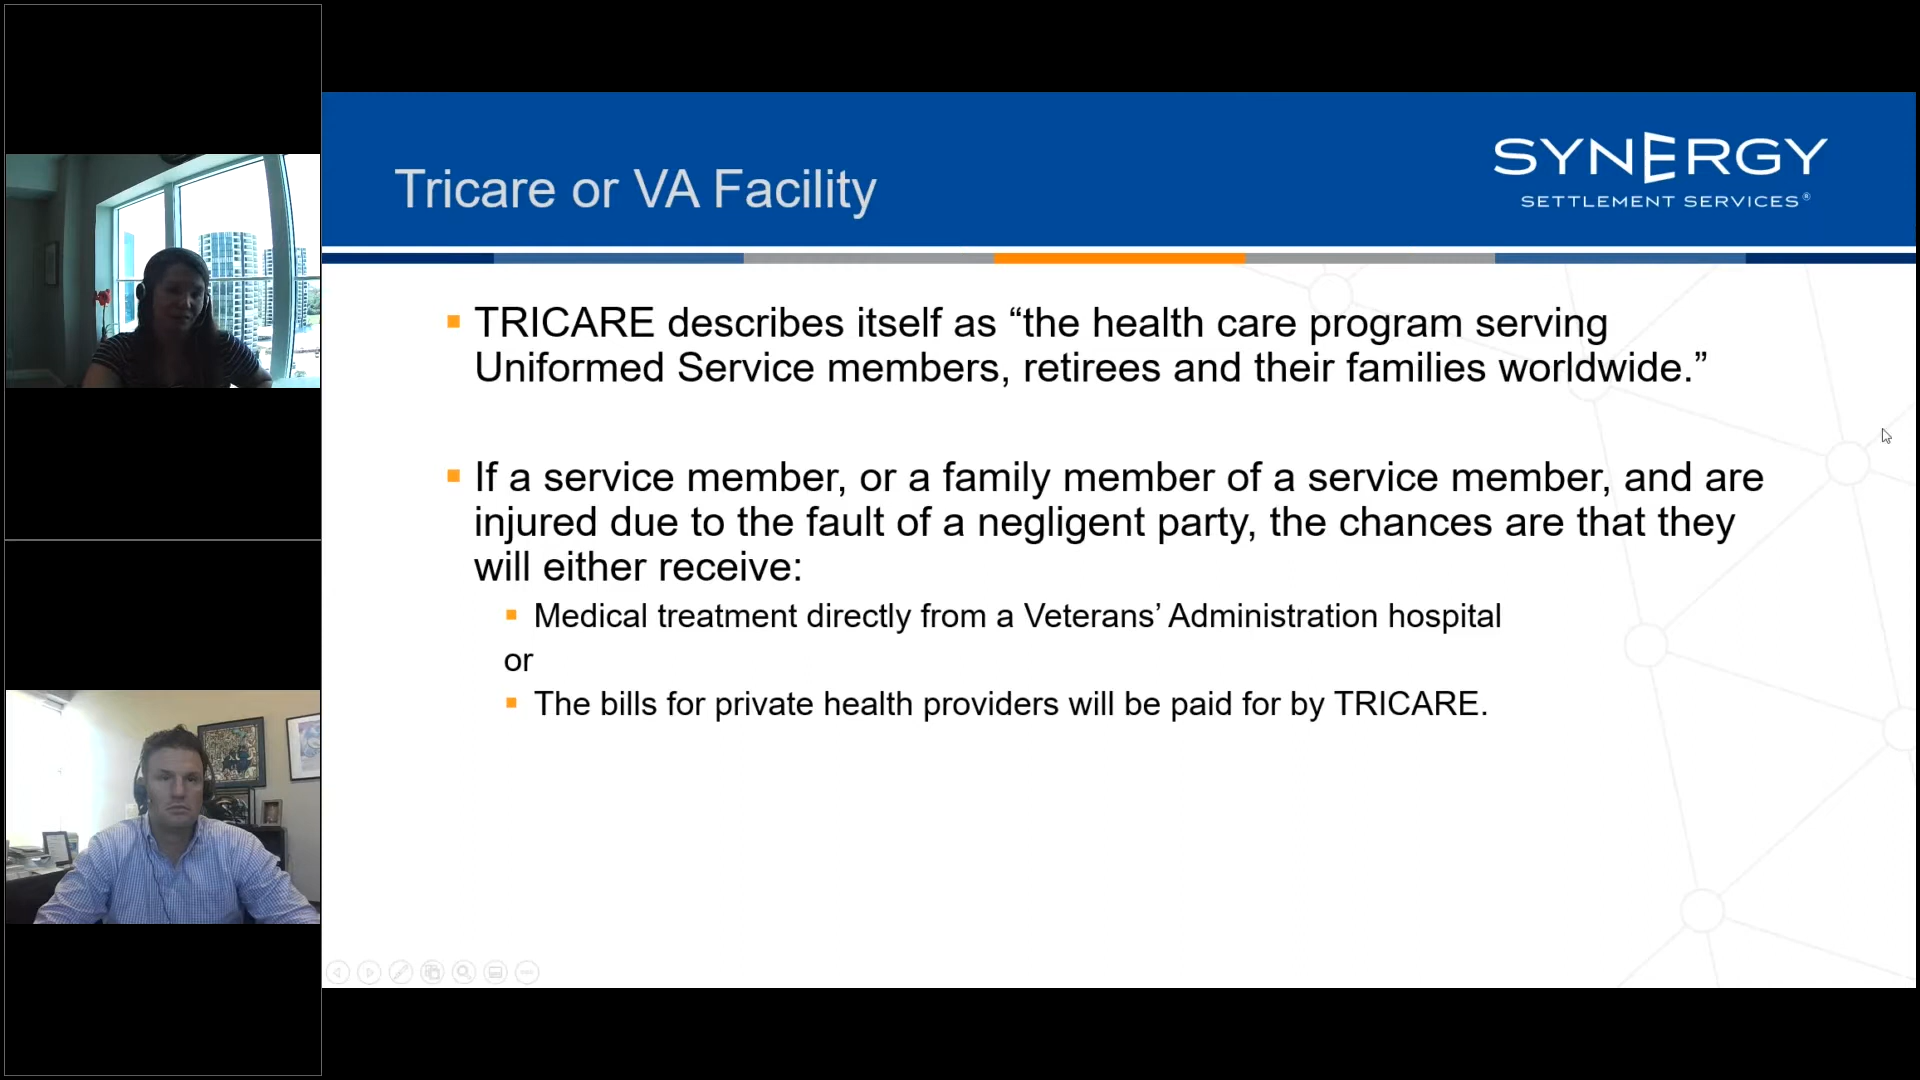 Tricare or VA Facility
SYNERGY
SETTLEMENT SERVICES®
TRICARE describes itself as “the health care program serving
Uniformed Service members, retirees and their families worldwide.”
If a service member, or a family member of a service member, and are
injured due to the fault of a negligent party, the chances are that they
will either receive:
Medical treatment directly from a Veterans’ Administration hospital
or
The bills for private health providers will be paid for by TRICARE.